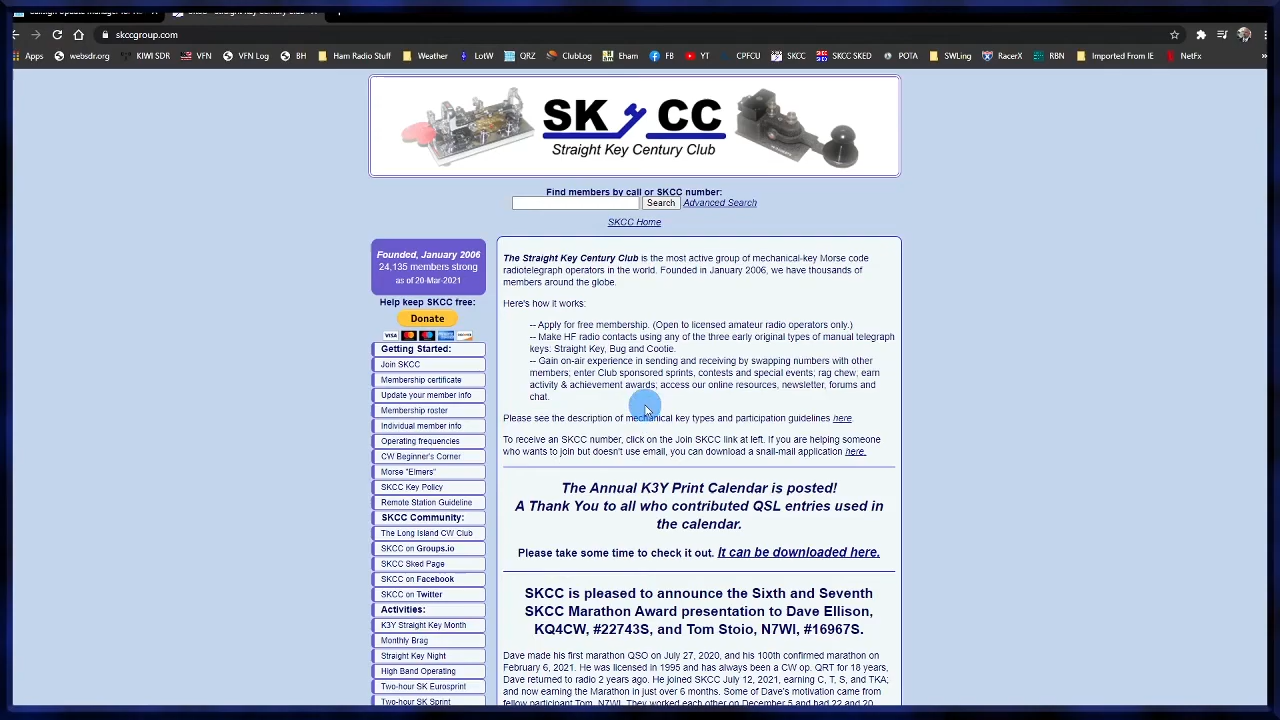 skccgroup.com
Apps websdr.org KIWI SDR VFN VFN Log BH Ham Radio Stuff Weather LotW QRZ ClubLog Eham FB YT CPFCU SKCC SKCC SKED POTA SWLing RacerX RBN Imported From IE NetFx »
SK CC
Straight Key Century Club
Find members by call or SKCC number:
Search Advanced Search
SKCC Home
Founded, January 2006
24,135 members strong
as of 20-Mar-2021
Help keep SKCC free:
Donate
VISA
Getting Started:
Join SKCC
Membership certificate
Update your member info
Membership roster
Individual member info
Operating frequencies
CW Beginner's Corner
Morse "Elmers"
SKCC Key Policy
Remote Station Guideline
SKCC Community:
The Long Island CW Club
SKCC on Groups.io
SKCC Sked Page
SKCC on Facebook
SKCC on Twitter
Activities:
K3Y Straight Key Month
Monthly Brag
Straight Key Night
High Band Operating
Two-hour SK Eurosprint
Two-hour SK Sprint
The Straight Key Century Club is the most active group of mechanical-key Morse code
radiotelegraph operators in the world. Founded in January 2006, we have thousands of
members around the globe.
Here's how it works:
-- Apply for free membership. (Open to licensed amateur radio operators only.)
-- Make HF radio contacts using any of the three early original types of manual telegraph
keys: Straight Key, Bug and Cootie.
-- Gain on-air experience in sending and receiving by swapping numbers with other
members; enter Club sponsored sprints, contests and special events; rag chew; earn
activity & achievement awards; access our online resources, newsletter, forums and
chat.
Please see the description of mechanical key types and participation guidelines here.
To receive an SKCC number, click on the Join SKCC link at left. If you are helping someone
who wants to join but doesn't use email, you can download a snail-mail application here.
The Annual K3Y Print Calendar is posted!
A Thank You to all who contributed QSL entries used in
the calendar.
Please take some time to check it out. It can be downloaded here.
SKCC is pleased to announce the Sixth and Seventh
SKCC Marathon Award presentation to Dave Ellison,
KQ4CW, #22743S, and Tom Stoio, N7WI, #16967S.
Dave made his first marathon QSO on July 27, 2020, and his 100th confirmed marathon on
February 6, 2021. He was licensed in 1995 and has always been a CW op. QRT for 18 years,
Dave returned to radio 2 years ago. He joined SKCC July 12, 2021, earning C, T, S, and TKA;
and now earning the Marathon in just over 6 months. Some of Dave's motivation came from
fellow participant Tom, N7WI. They worked each other on December 5 and had 22 and 20